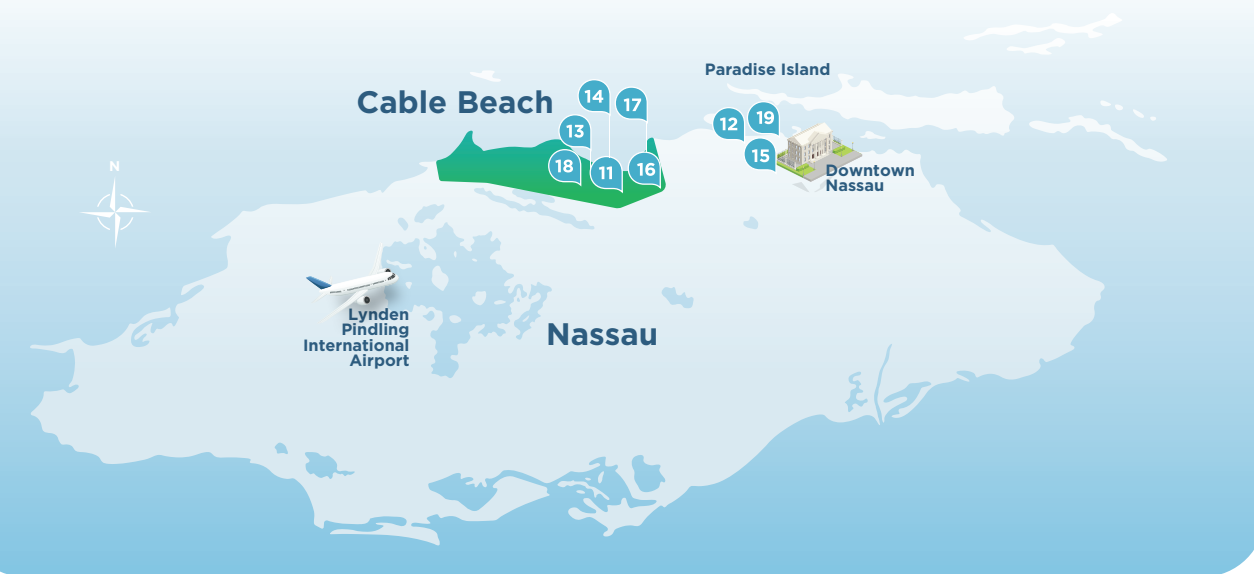 Paradise Island
Cable Beach
14
17
13
12
19
15
18
11
16
N
Downtown
Nassau
Lynden
Pindling
International
Airport
Nassau